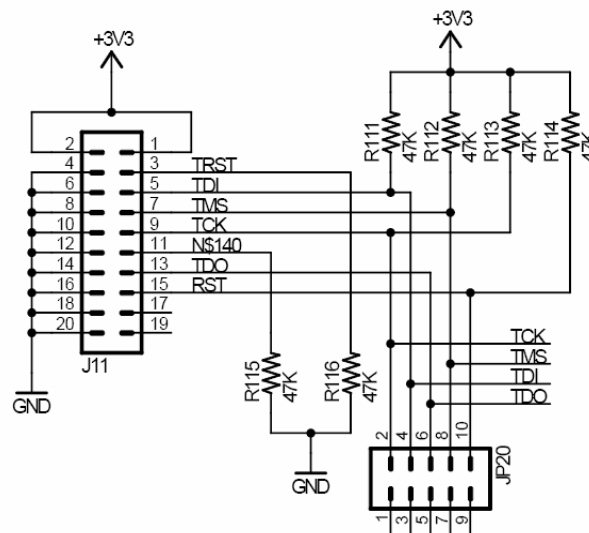 +3V3
+3V3
R111
47K
R112
47K
R113
47K
R114
47K
2 1
4 3 TRST
6 5 TDI
8 7 TMS
10 9 TCK
12 11 N$140
14 13 TDO
16 15 RST
18 17
20 19
J11
GND
R115
47K
R116
47K
GND
TCK
TMS
TDI
TDO
2 4 6 8 10
JP20
1 3 5 7 9